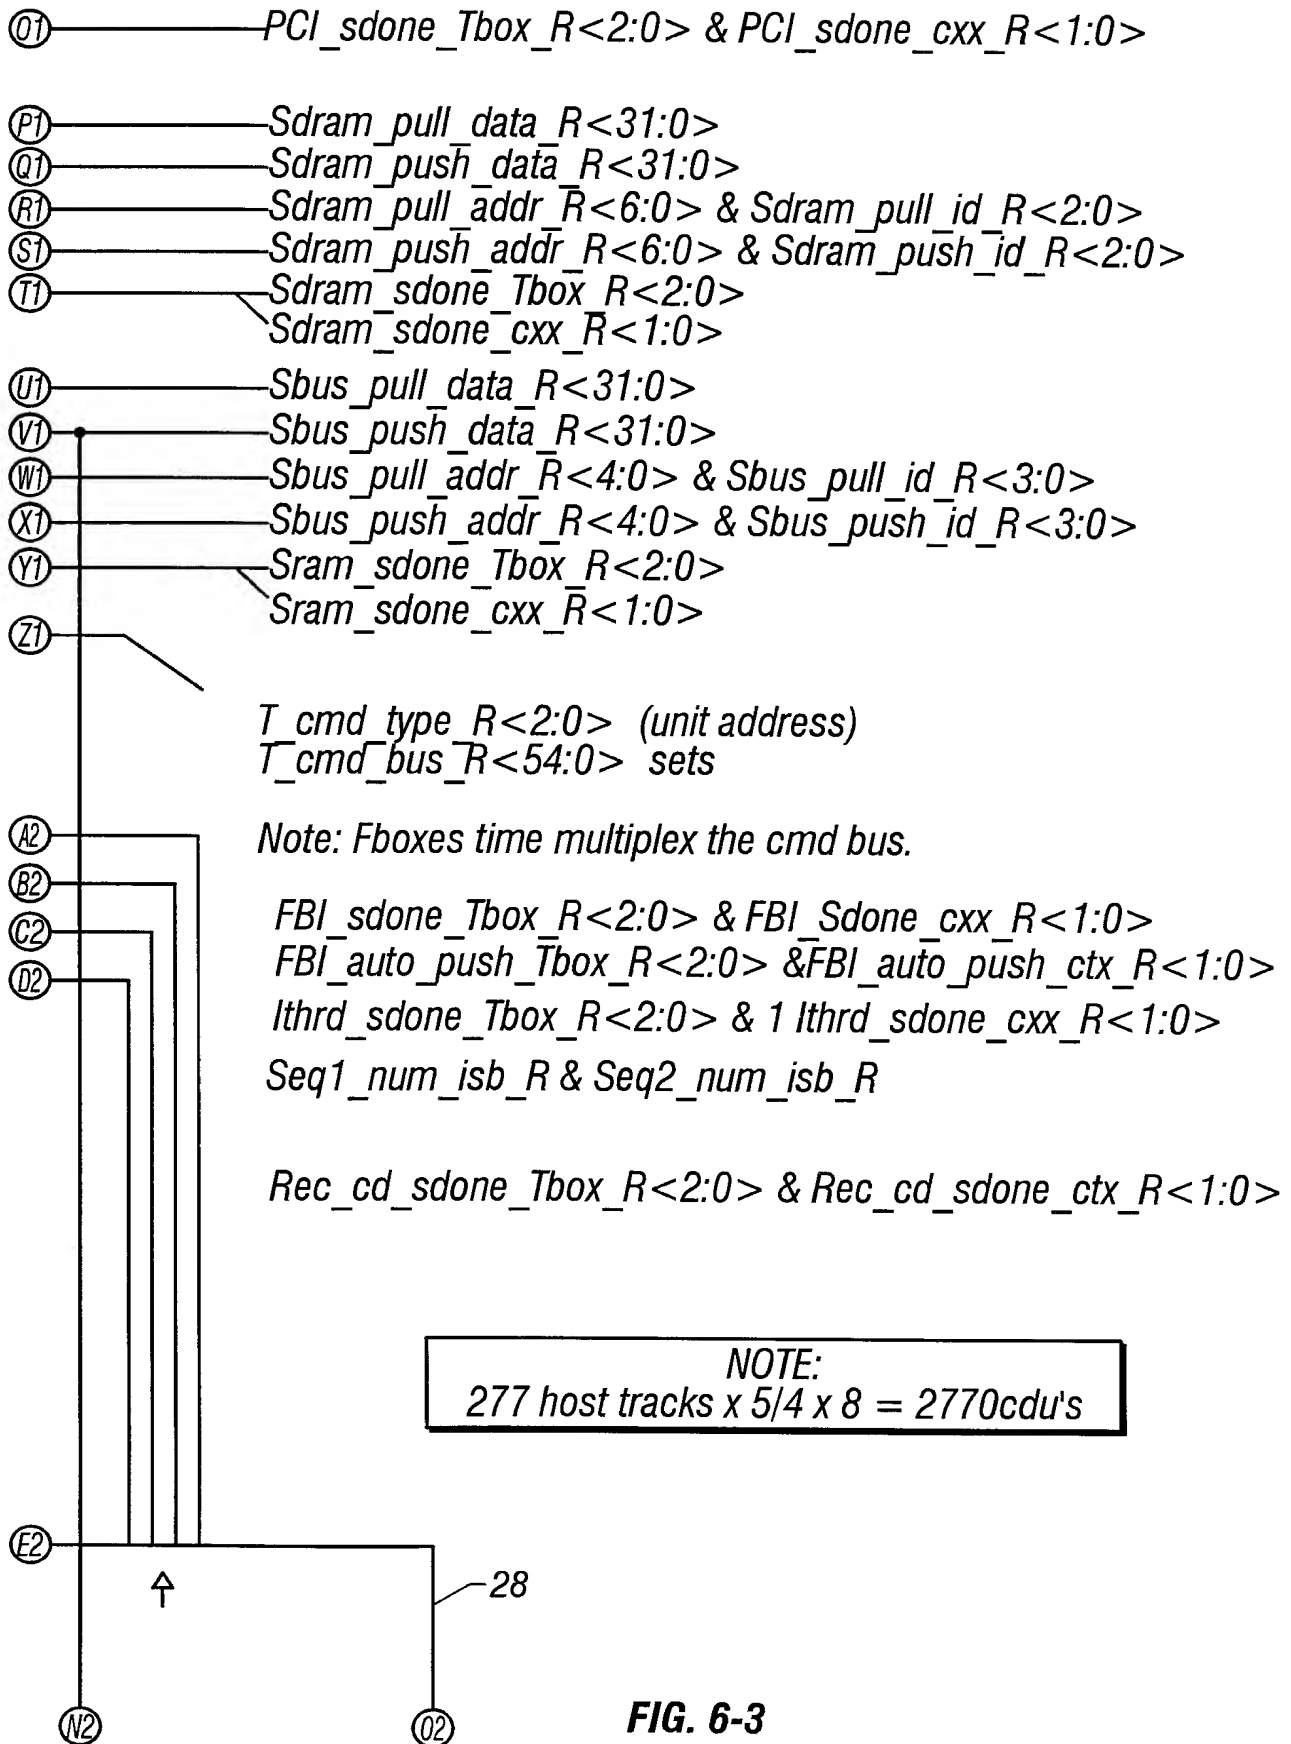 O1 PCI_sdone_Tbox_R<2:0> & PCI_sdone_cxx_R<1:0>
P1 Sdram_pull_data_R<31:0>
Q1 Sdram_push_data_R<31:0>
R1 Sdram_pull_addr_R<6:0> & Sdram_pull_id_R<2:0>
S1 Sdram_push_addr_R<6:0> & Sdram_push_id_R<2:0>
T1 Sdram_sdone_Tbox_R<2:0>
Sdram_sdone_cxx_R<1:0>
U1 Sbus_pull_data_R<31:0>
V1 Sbus_push_data_R<31:0>
W1 Sbus_pull_addr_R<4:0> & Sbus_pull_id_R<3:0>
X1 Sbus_push_addr_R<4:0> & Sbus_push_id_R<3:0>
Y1 Sram_sdone_Tbox_R<2:0>
Sram_sdone_cxx_R<1:0>
Z1
T_cmd_type_R<2:0> (unit address)
T_cmd_bus_R<54:0> sets
A2 Note: Fboxes time multiplex the cmd bus.
B2
FBI_sdone_Tbox_R<2:0> & FBI_Sdone_cxx_R<1:0>
C2
FBI_auto_push_Tbox_R<2:0> &FBI_auto_push_ctx_R<1:0>
D2
Ithrd_sdone_Tbox_R<2:0> & 1 Ithrd_sdone_cxx_R<1:0>
Seq1_num_isb_R & Seq2_num_isb_R
Rec_cd_sdone_Tbox_R<2:0> & Rec_cd_sdone_ctx_R<1:0>
NOTE:
277 host tracks x 5/4 x 8 = 2770cdu's
E2
28
N2
O2
FIG. 6-3